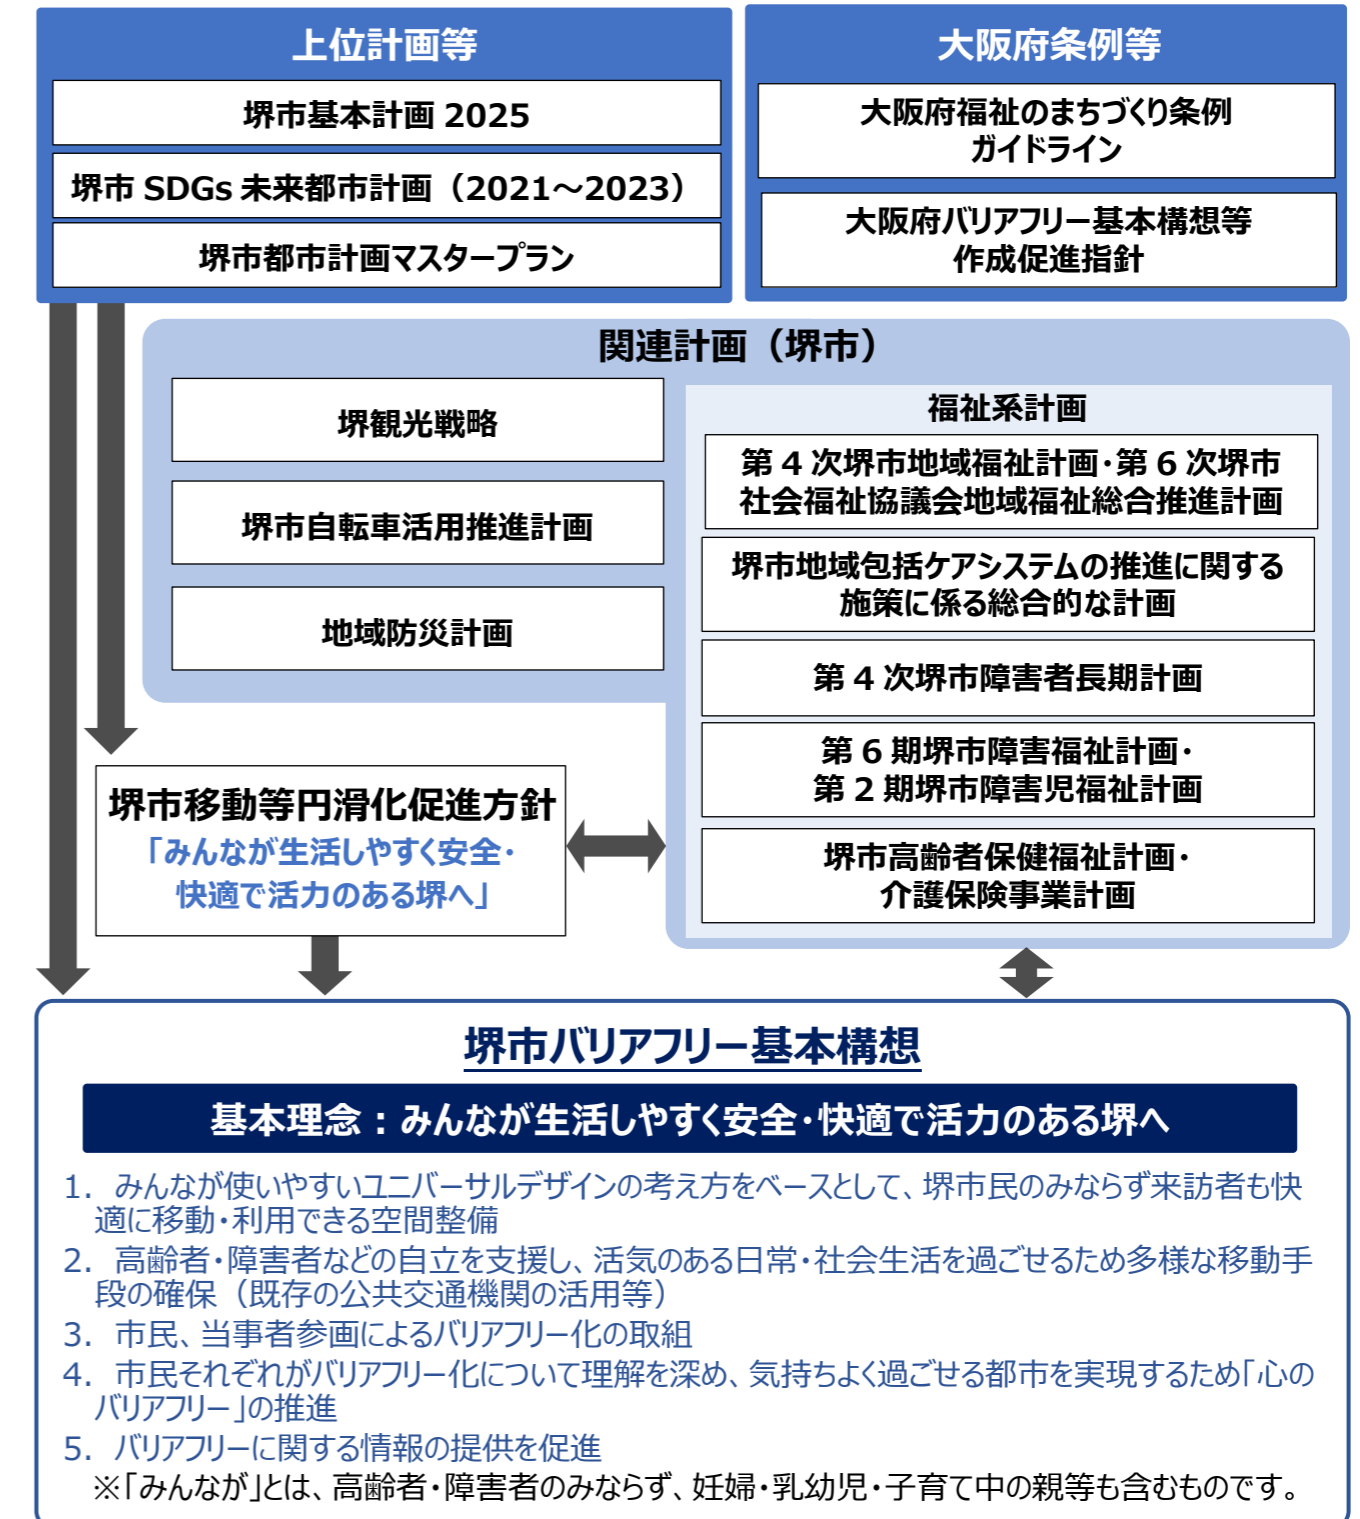 上位計画等
堺市基本計画 2025
堺市 SDGs 未来都市計画（2021～2023）
堺市都市計画マスタープラン
大阪府条例等
大阪府福祉のまちづくり条例
ガイドライン
大阪府バリアフリー基本構想等
作成促進指針
関連計画（堺市）
堺観光戦略
堺市自転車活用推進計画
地域防災計画
福祉系計画
第 4 次堺市地域福祉計画・第 6 次堺市
社会福祉協議会地域福祉総合推進計画
堺市地域包括ケアシステムの推進に関する
施策に係る総合的な計画
第 4 次堺市障害者長期計画
第 6 期堺市障害福祉計画・
第 2 期堺市障害児福祉計画
堺市高齢者保健福祉計画・
介護保険事業計画
堺市移動等円滑化促進方針
「みんなが生活しやすく安全・
快適で活力のある堺へ」
堺市バリアフリー基本構想
基本理念：みんなが生活しやすく安全・快適で活力のある堺へ
1. みんなが使いやすいユニバーサルデザインの考え方をベースとして、堺市民のみならず来訪者も快
適に移動・利用できる空間整備
2. 高齢者・障害者などの自立を支援し、活気のある日常・社会生活を過ごせるため多様な移動手
段の確保（既存の公共交通機関の活用等）
3. 市民、当事者参画によるバリアフリー化の取組
4. 市民それぞれがバリアフリー化について理解を深め、気持ちよく過ごせる都市を実現するため「心の
バリアフリー」の推進
5. バリアフリーに関する情報の提供を促進
※「みんなが」とは、高齢者・障害者のみならず、妊婦・乳幼児・子育て中の親等も含むものです。